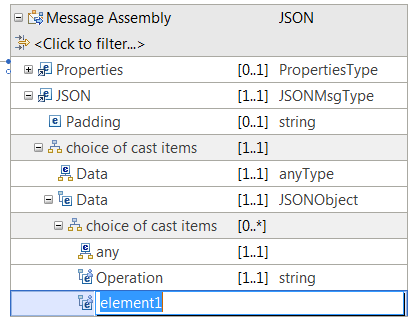 Message Assembly JSON
<Click to filter...>
Properties [0..1] PropertiesType
JSON [1..1] JSONMsgType
Padding [0..1] string
choice of cast items [1..1]
Data [1..1] anyType
Data [1..1] JSONObject
choice of cast items [0..*]
any [1..1]
Operation [1..1] string
element1